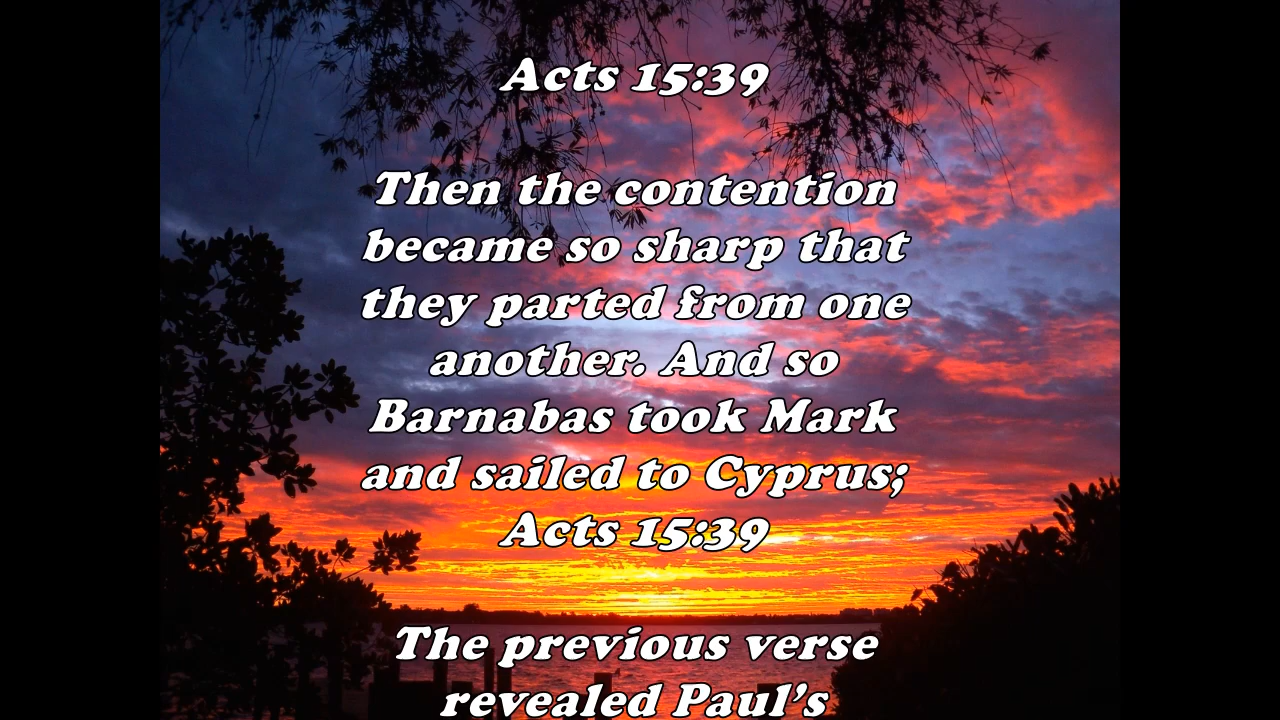 Acts 15:39
Then the contention
became so sharp that
they parted from one
another. And so
Barnabas took Mark
and sailed to Cyprus;
Acts 15:39
The previous verse
revealed Paul's